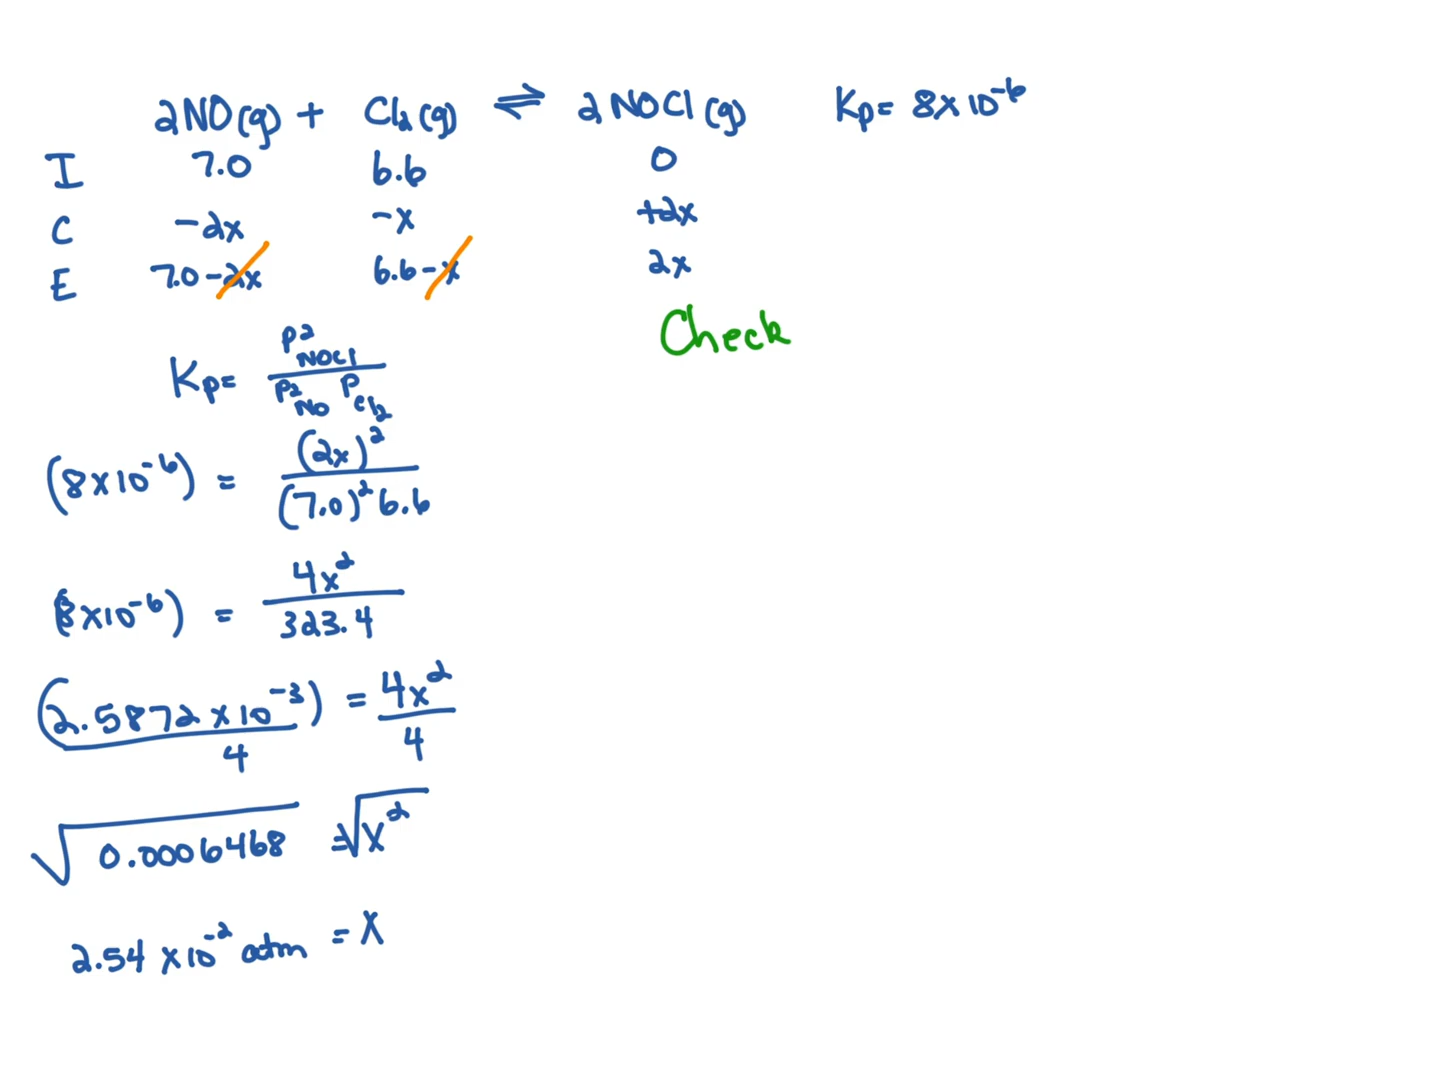 2NO(g) + Cl₂(g) ⇌ 2NOCl(g) Kp = 8x10⁻⁶
I 7.0 6.6 0
C -2x -x +2x
E 7.0-2x 6.6-x 2x
Check
Kp = P²NOCl / P²NO PCl₂
(8x10⁻⁶) = (2x)² / (7.0)² 6.6
(8x10⁻⁶) = 4x² / 323.4
(2.5872x10⁻³) / 4 = 4x² / 4
√0.0006468 = √x²
2.54 x10⁻² atm = x